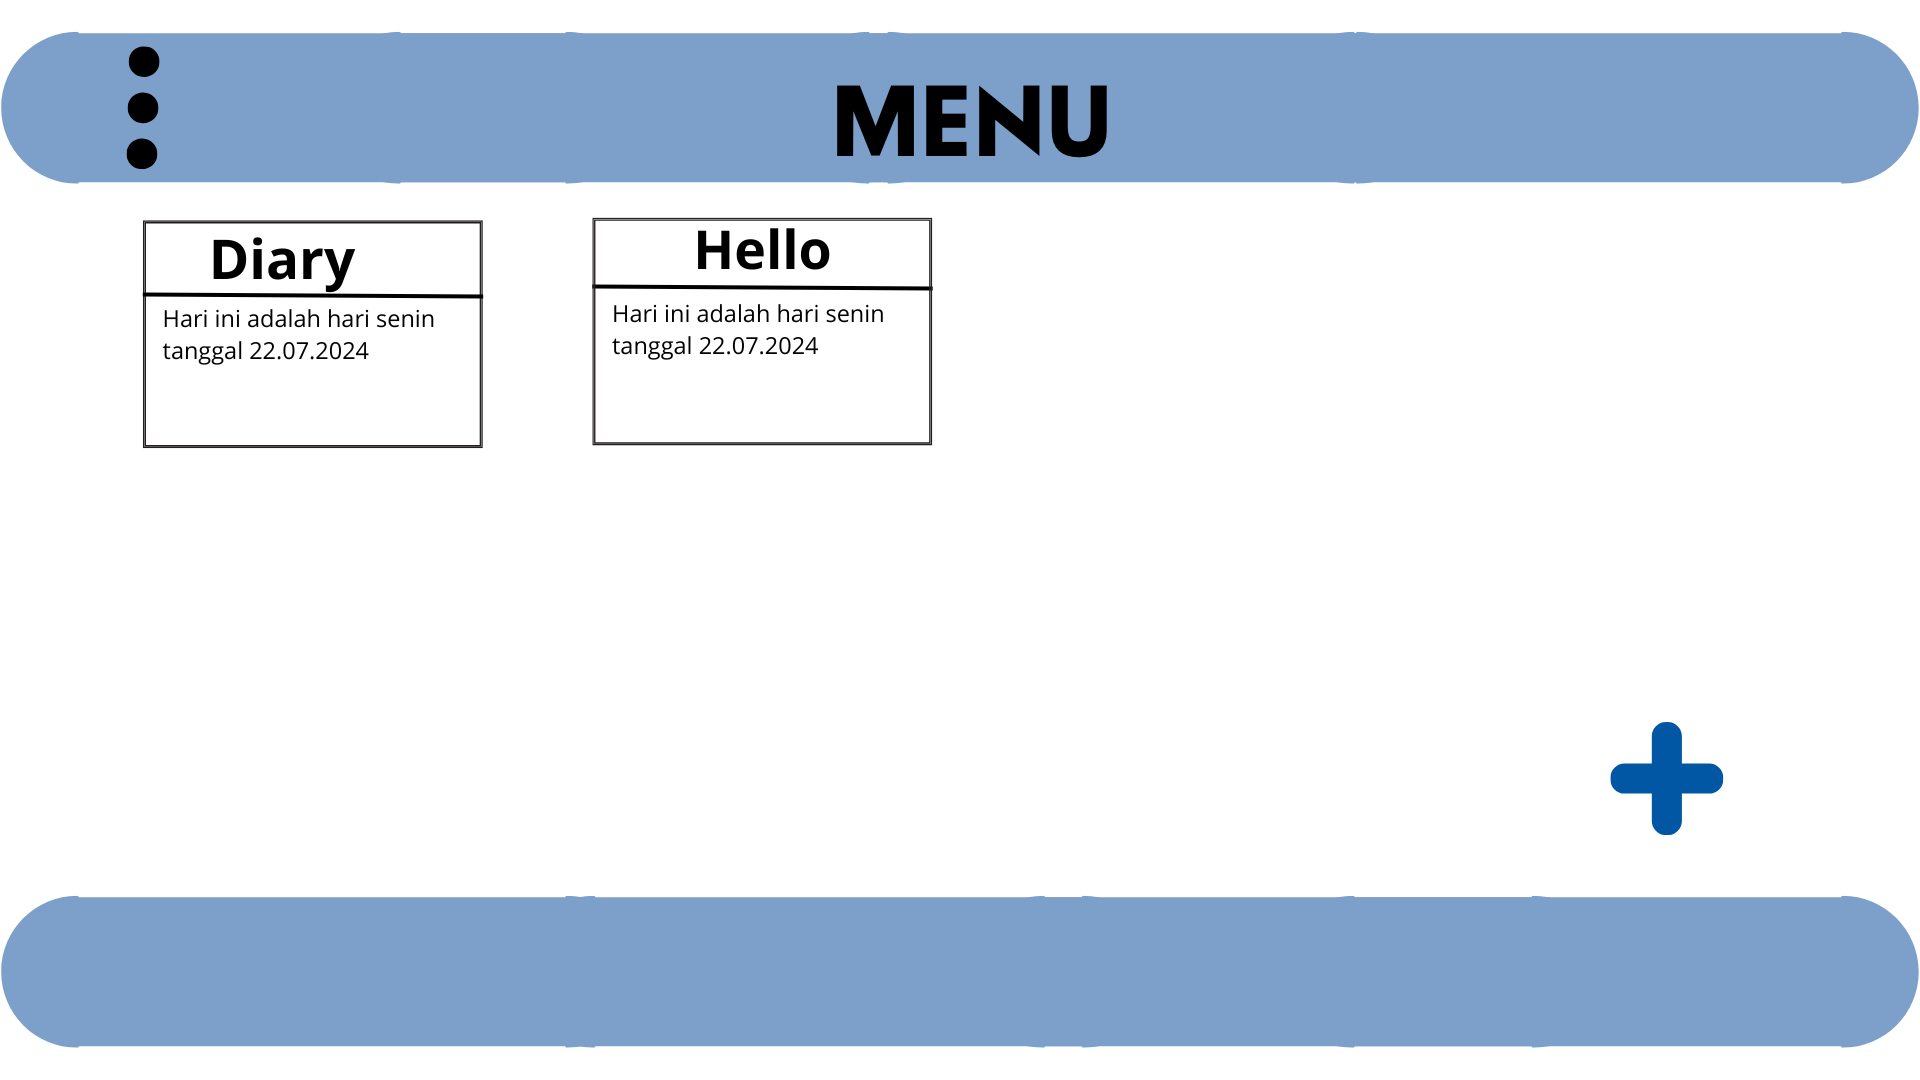 MENU
Diary
Hari ini adalah hari senin
tanggal 22.07.2024
Hello
Hari ini adalah hari senin
tanggal 22.07.2024